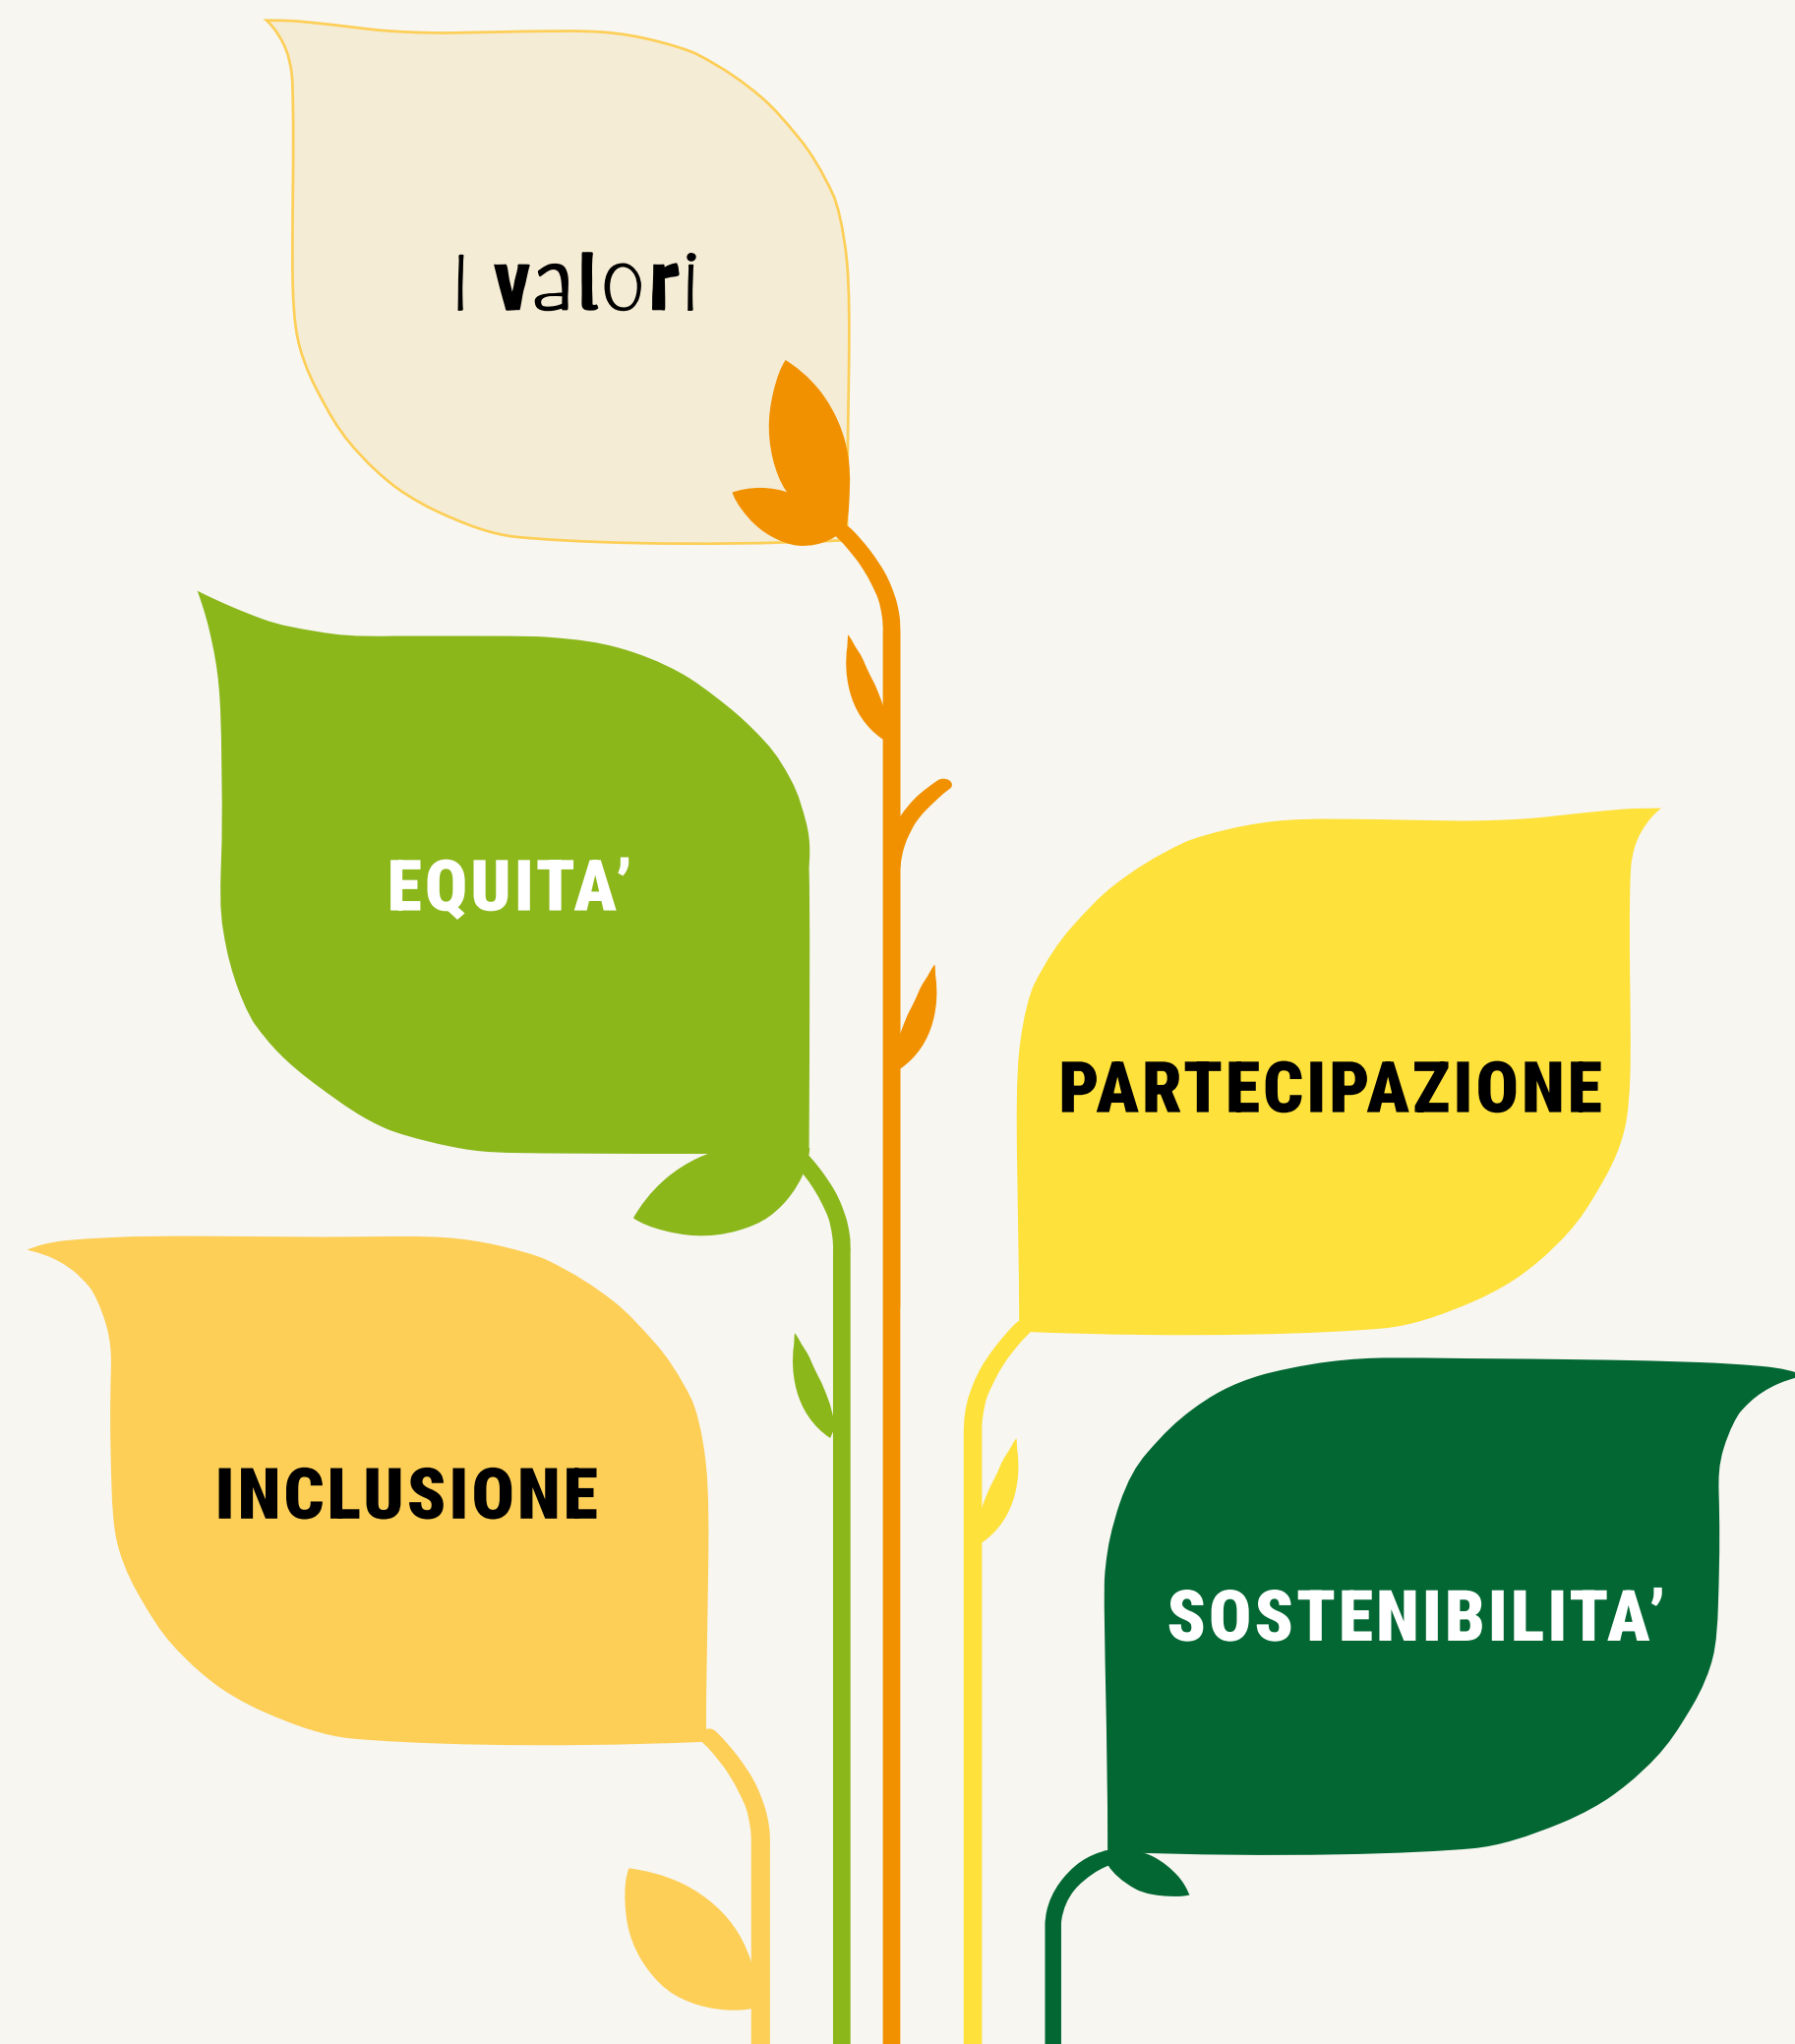 I valori
EQUITA’
PARTECIPAZIONE
INCLUSIONE
SOSTENIBILITA’